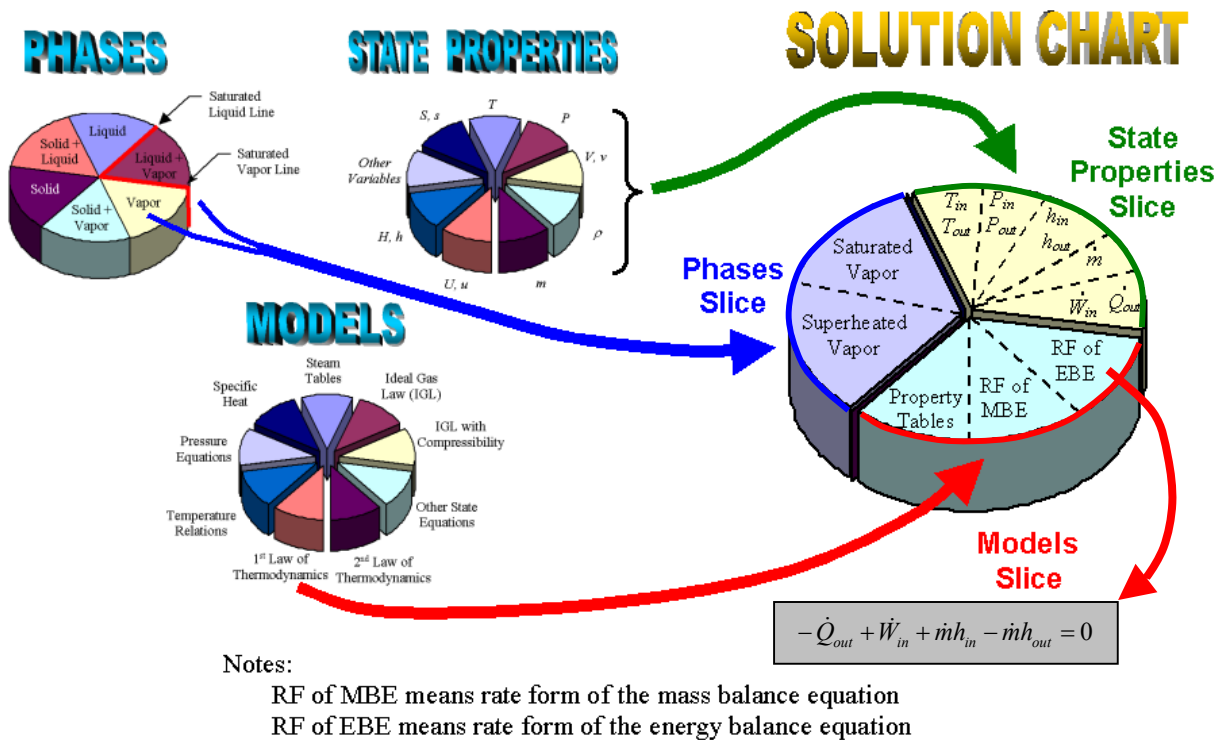 PHASES
STATE PROPERTIES
SOLUTION CHART
Saturated
Liquid Line
Saturated
Vapor Line
Liquid
Solid +
Liquid
Liquid +
Vapor
Solid
Solid +
Vapor
Vapor
S, s
T
P
Other
Variables
V, v
H, h
ρ
U, u
m
State
Properties
Slice
Phases
Slice
Saturated
Vapor
Superheated
Vapor
T_in
T_out
P_in
P_out
h_in
h_out
ṁ
Ẇ_in
Q̇_out
RF of
EBE
RF of
MBE
Property
Tables
MODELS
Steam
Tables
Specific
Heat
Ideal Gas
Law (IGL)
Pressure
Equations
IGL with
Compressibility
Temperature
Relations
Other State
Equations
1st Law of
Thermodynamics
2nd Law of
Thermodynamics
Models
Slice
−Q̇_out + Ẇ_in + ṁh_in − ṁh_out = 0
Notes:
RF of MBE means rate form of the mass balance equation
RF of EBE means rate form of the energy balance equation